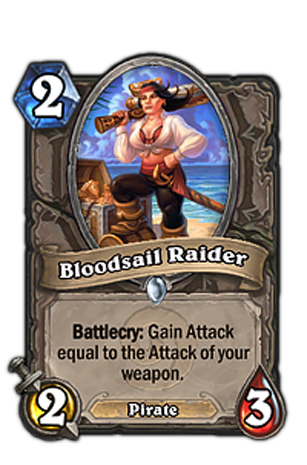 2
Bloodsail Raider
Battlecry: Gain Attack
equal to the Attack of your
weapon.
2
Pirate
3